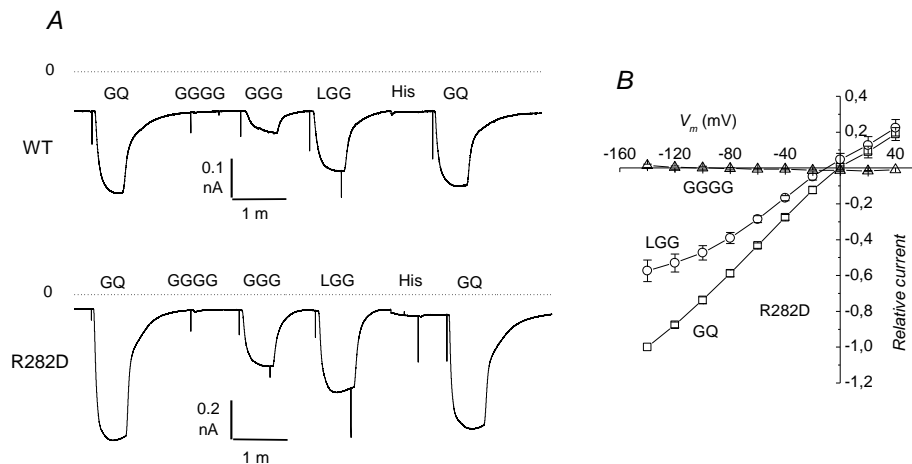 A
0
GQ GGGG GGG LGG His GQ
WT
0.1
nA
1 m
0
GQ GGGG GGG LGG His GQ
R282D
0.2
nA
1 m
B
0,4
Vm (mV)
0,2
-160 -120 -80 -40 0 40
GGGG
-0,2
LGG
-0,4
-0,6
R282D
-0,8
GQ
-1,0
-1,2
Relative current